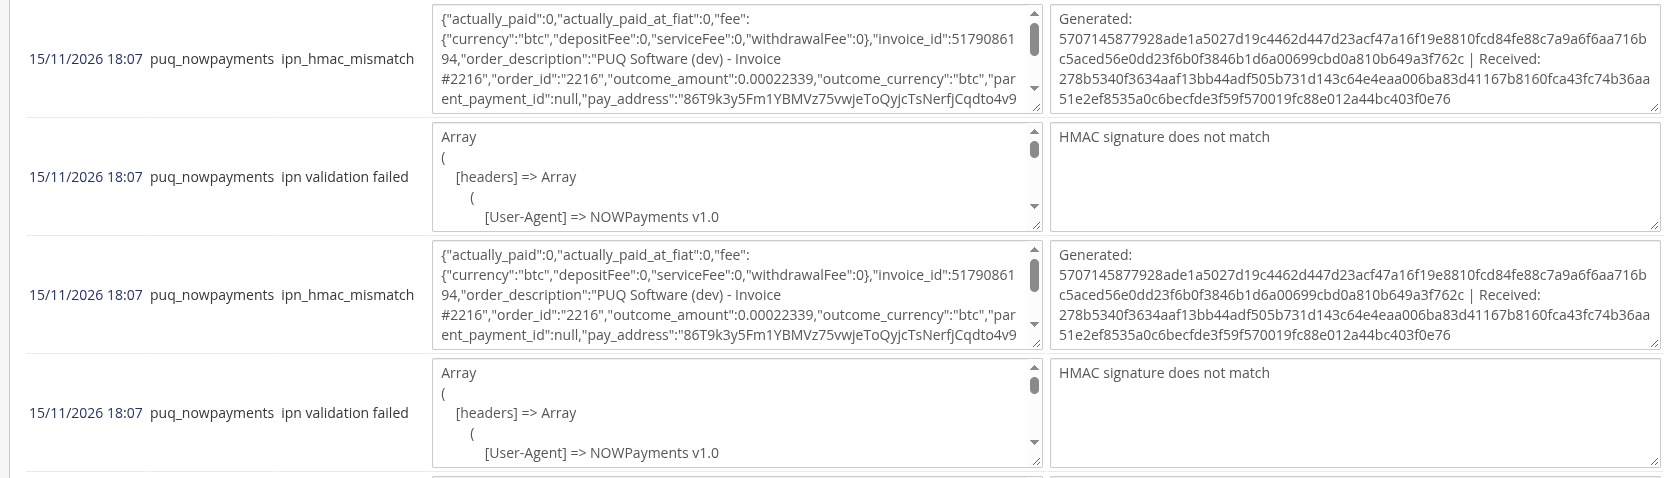 15/11/2026 18:07 puq_nowpayments ipn_hmac_mismatch
{"actually_paid":0,"actually_paid_at_fiat":0,"fee":
{"currency":"btc","depositFee":0,"serviceFee":0,"withdrawalFee":0},"invoice_id":51790861
94,"order_description":"PUQ Software (dev) - Invoice
#2216","order_id":"2216","outcome_amount":0.00022339,"outcome_currency":"btc","par
ent_payment_id":null,"pay_address":"86T9k3y5Fm1YBMVz75vwjeToQyjcTsNerfjCqdto4v9
Generated:
5707145877928ade1a5027d19c4462d447d23acf47a16f19e8810fcd84fe88c7a9a6f6aa716b
c5aced56e0dd23f6b0f3846b1d6a00699cbd0a810b649a3f762c | Received:
278b5340f3634aaf13bb44adf505b731d143c64e4eaa006ba83d41167b8160fca43fc74b36aa
51e2ef8535a0c6becfde3f59f570019fc88e012a44bc403f0e76
15/11/2026 18:07 puq_nowpayments ipn validation failed
Array
(
[headers] => Array
(
[User-Agent] => NOWPayments v1.0
HMAC signature does not match
15/11/2026 18:07 puq_nowpayments ipn_hmac_mismatch
{"actually_paid":0,"actually_paid_at_fiat":0,"fee":
{"currency":"btc","depositFee":0,"serviceFee":0,"withdrawalFee":0},"invoice_id":51790861
94,"order_description":"PUQ Software (dev) - Invoice
#2216","order_id":"2216","outcome_amount":0.00022339,"outcome_currency":"btc","par
ent_payment_id":null,"pay_address":"86T9k3y5Fm1YBMVz75vwjeToQyjcTsNerfjCqdto4v9
Generated:
5707145877928ade1a5027d19c4462d447d23acf47a16f19e8810fcd84fe88c7a9a6f6aa716b
c5aced56e0dd23f6b0f3846b1d6a00699cbd0a810b649a3f762c | Received:
278b5340f3634aaf13bb44adf505b731d143c64e4eaa006ba83d41167b8160fca43fc74b36aa
51e2ef8535a0c6becfde3f59f570019fc88e012a44bc403f0e76
15/11/2026 18:07 puq_nowpayments ipn validation failed
Array
(
[headers] => Array
(
[User-Agent] => NOWPayments v1.0
HMAC signature does not match